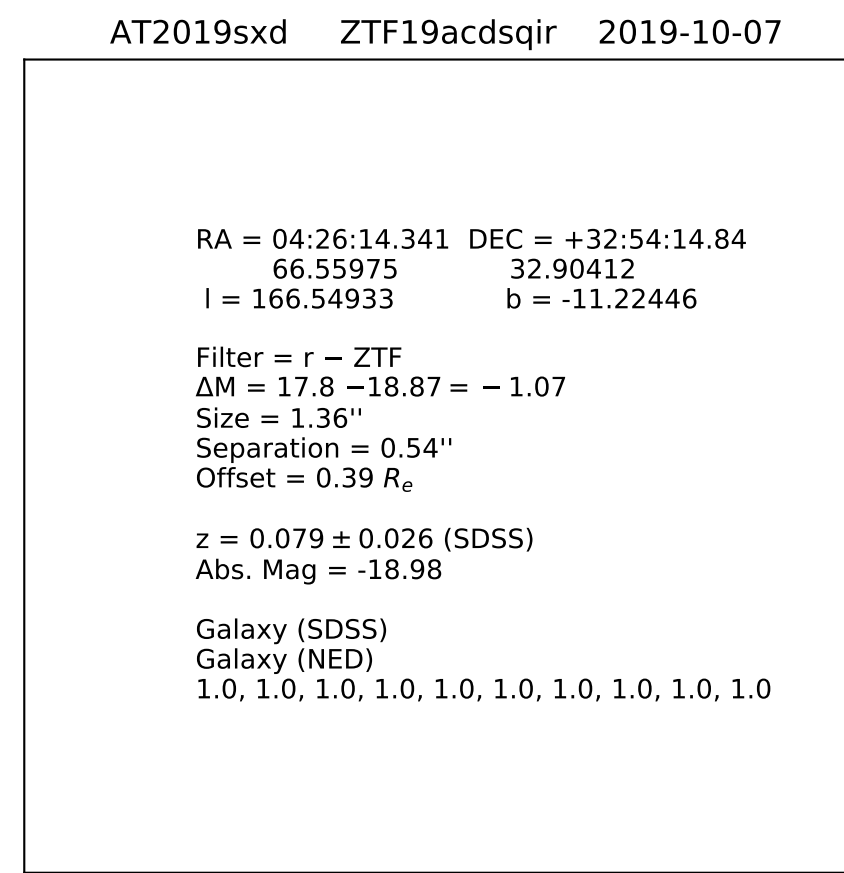 AT2019sxd ZTF19acdsqir 2019-10-07
RA = 04:26:14.341 DEC = +32:54:14.84
66.55975 32.90412
l = 166.54933 b = -11.22446
Filter = r − ZTF
ΔM = 17.8 −18.87 = − 1.07
Size = 1.36''
Separation = 0.54''
Offset = 0.39 Rₑ
z = 0.079 ± 0.026 (SDSS)
Abs. Mag = -18.98
Galaxy (SDSS)
Galaxy (NED)
1.0, 1.0, 1.0, 1.0, 1.0, 1.0, 1.0, 1.0, 1.0, 1.0